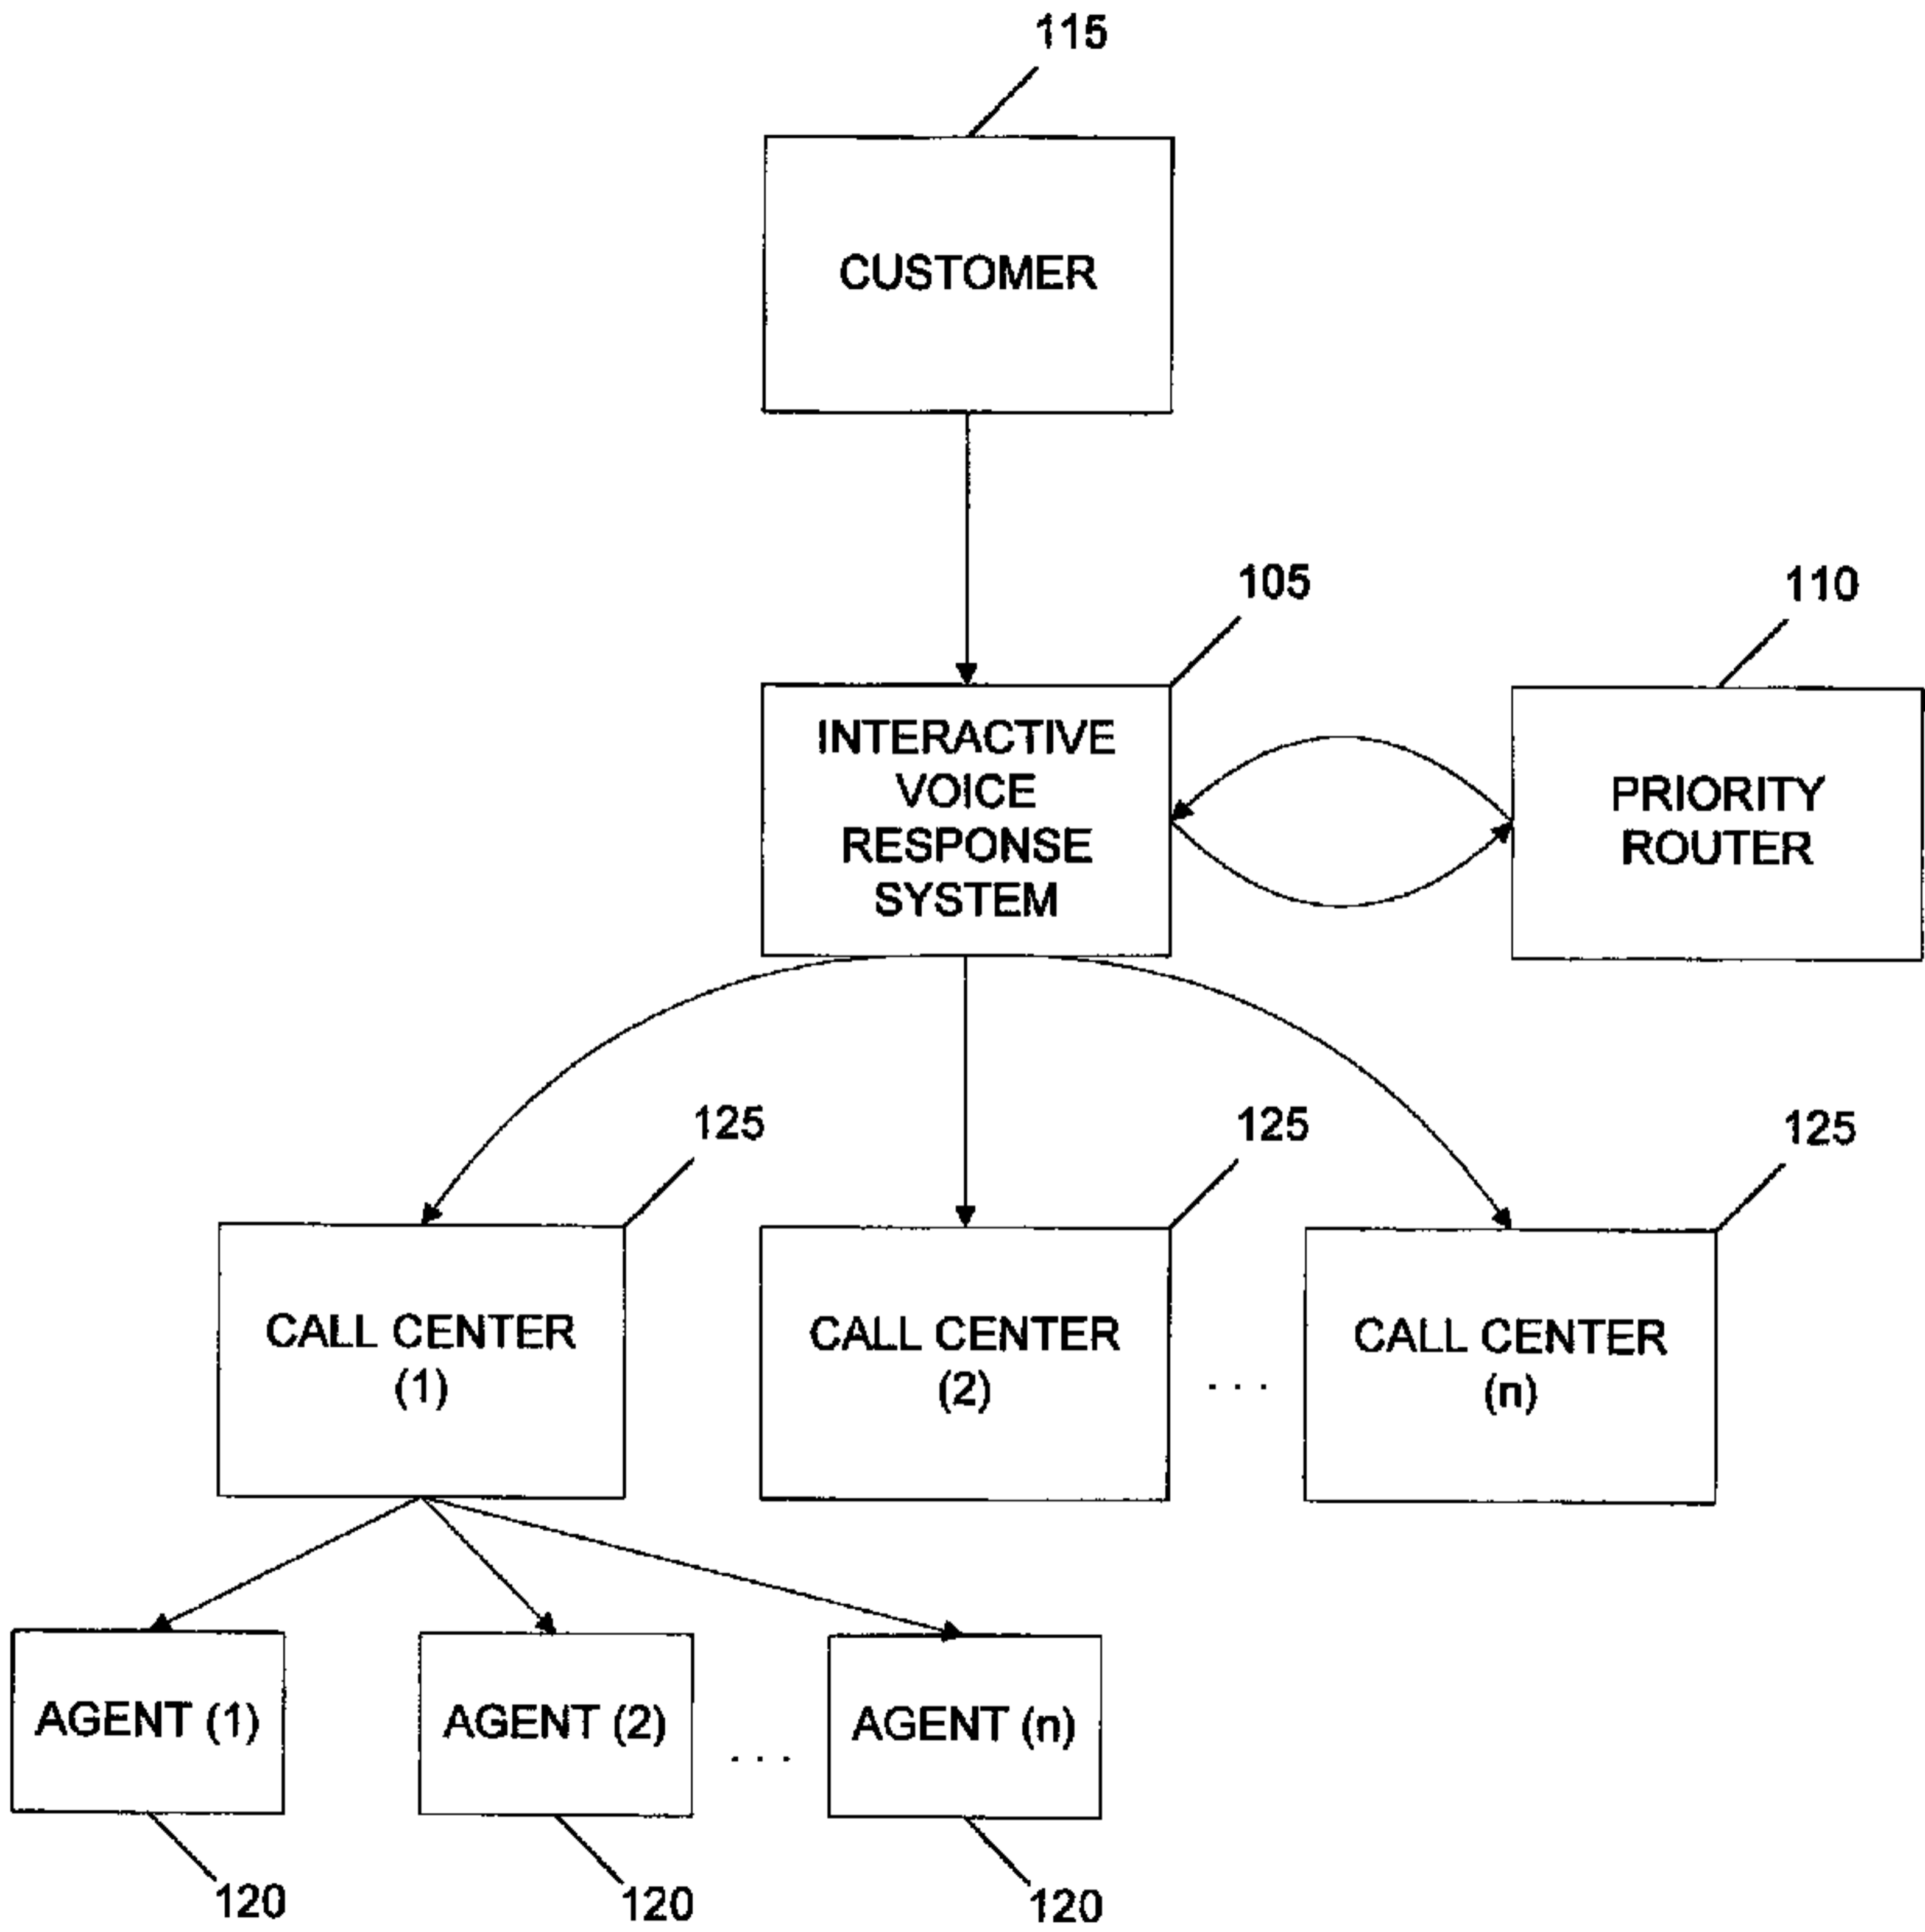 115
CUSTOMER
105
110
INTERACTIVE
VOICE
RESPONSE
SYSTEM
PRIORITY
ROUTER
125
125
125
CALL CENTER
(1)
CALL CENTER
(2)
. . .
CALL CENTER
(n)
AGENT (1)
AGENT (2)
. . .
AGENT (n)
120
120
120